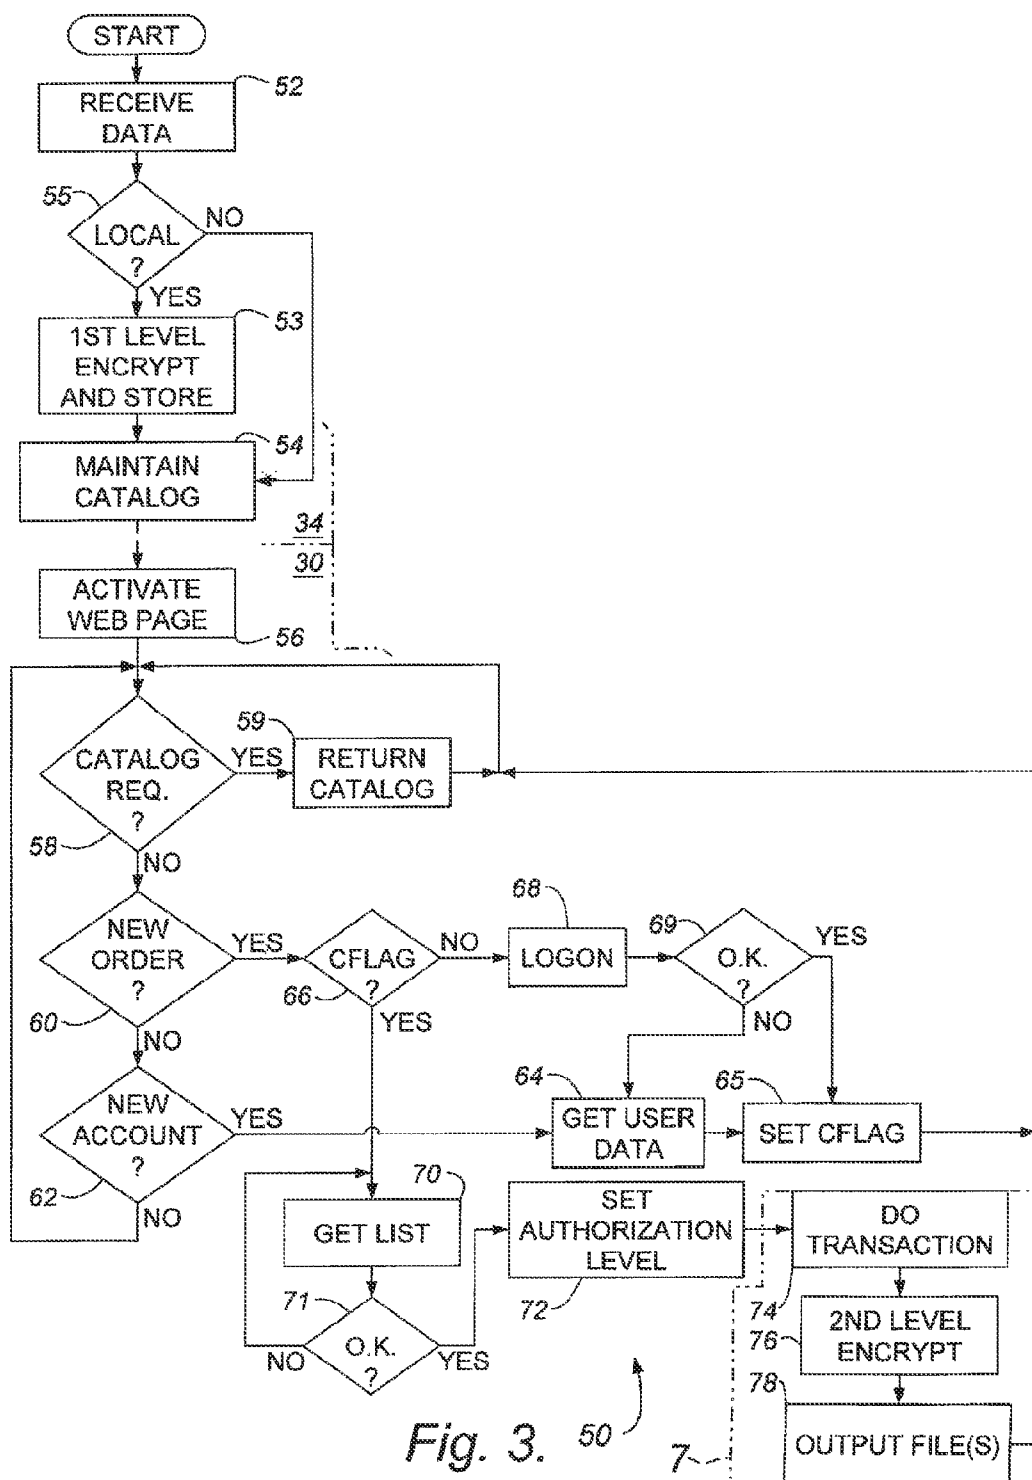 START
52
RECEIVE
DATA
55
NO
LOCAL
?
YES
53
1ST LEVEL
ENCRYPT
AND STORE
54
MAINTAIN
CATALOG
34
30
ACTIVATE
WEB PAGE
56
59
CATALOG
REQ.
?
YES
RETURN
CATALOG
58
NO
68
NEW
ORDER
?
YES
CFLAG
?
NO
LOGON
69
O.K.
?
YES
60
66
NO
YES
NO
64
65
NEW
ACCOUNT
?
YES
GET USER
DATA
SET CFLAG
62
NO
70
GET LIST
SET
AUTHORIZATION
LEVEL
DO
TRANSACTION
71
72
74
O.K.
?
NO
YES
2ND LEVEL
ENCRYPT
76
78
OUTPUT FILE(S)
Fig. 3.
50
7